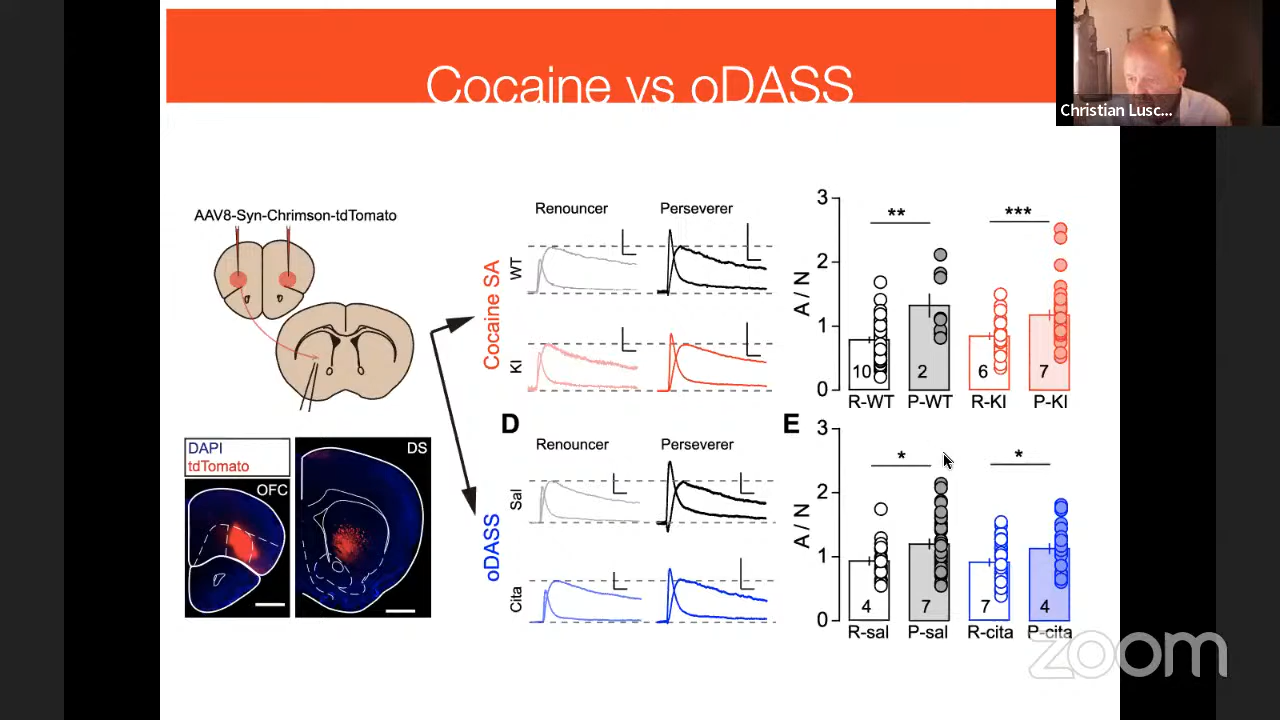 Cocaine vs oDASS
Christian Lusc...
AAV8-Syn-Chrimson-tdTomato
DAPI
tdTomato
OFC
DS
Cocaine SA
WT
KI
Renouncer
Perseverer
3
2
1
0
A / N
**
***
10
2
6
7
R-WT
P-WT
R-KI
P-KI
D
oDASS
Sal
Cita
Renouncer
Perseverer
E
3
2
1
0
A / N
*
*
4
7
7
4
R-sal
P-sal
R-cita
P-cita
zoom